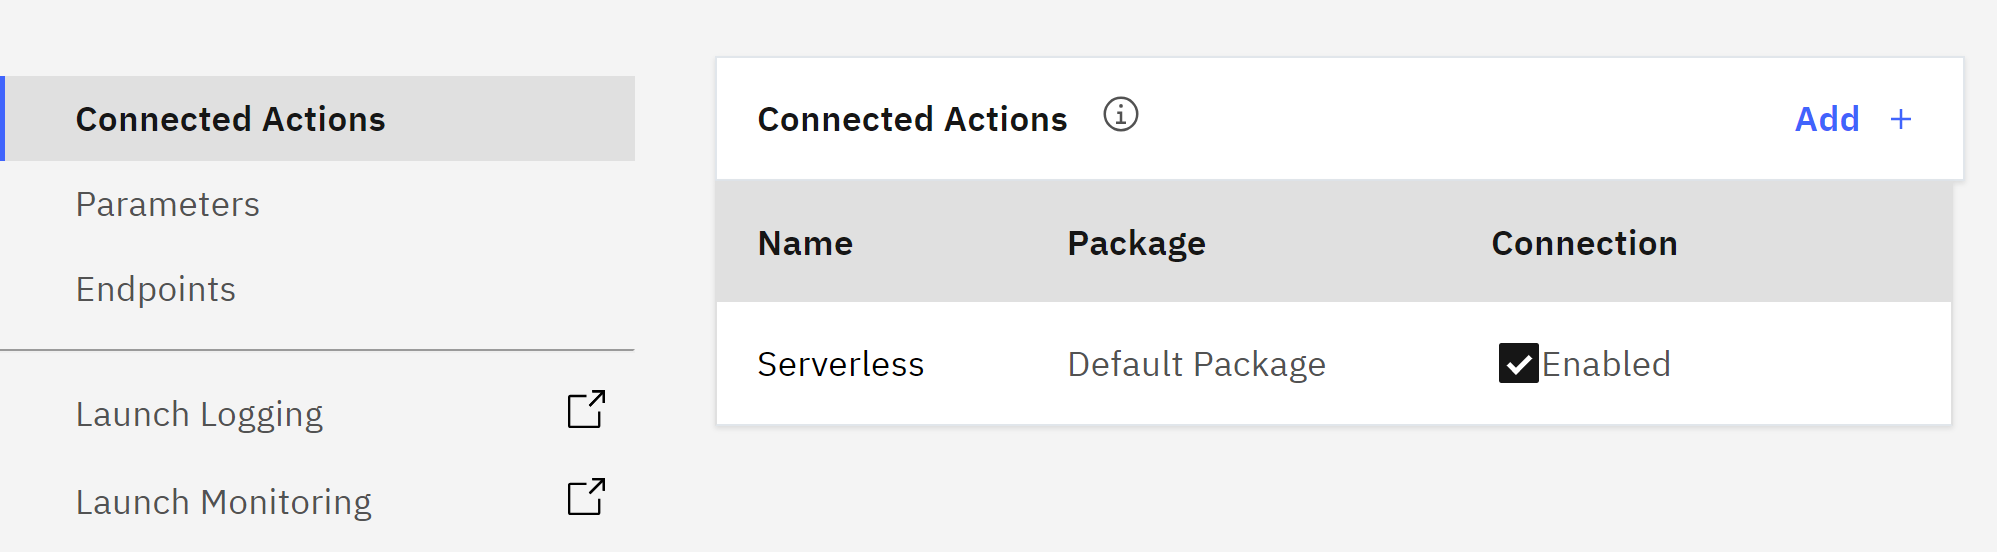 Connected Actions
Parameters
Endpoints
Launch Logging
Launch Monitoring
Connected Actions Add +
Name Package Connection
Serverless Default Package Enabled